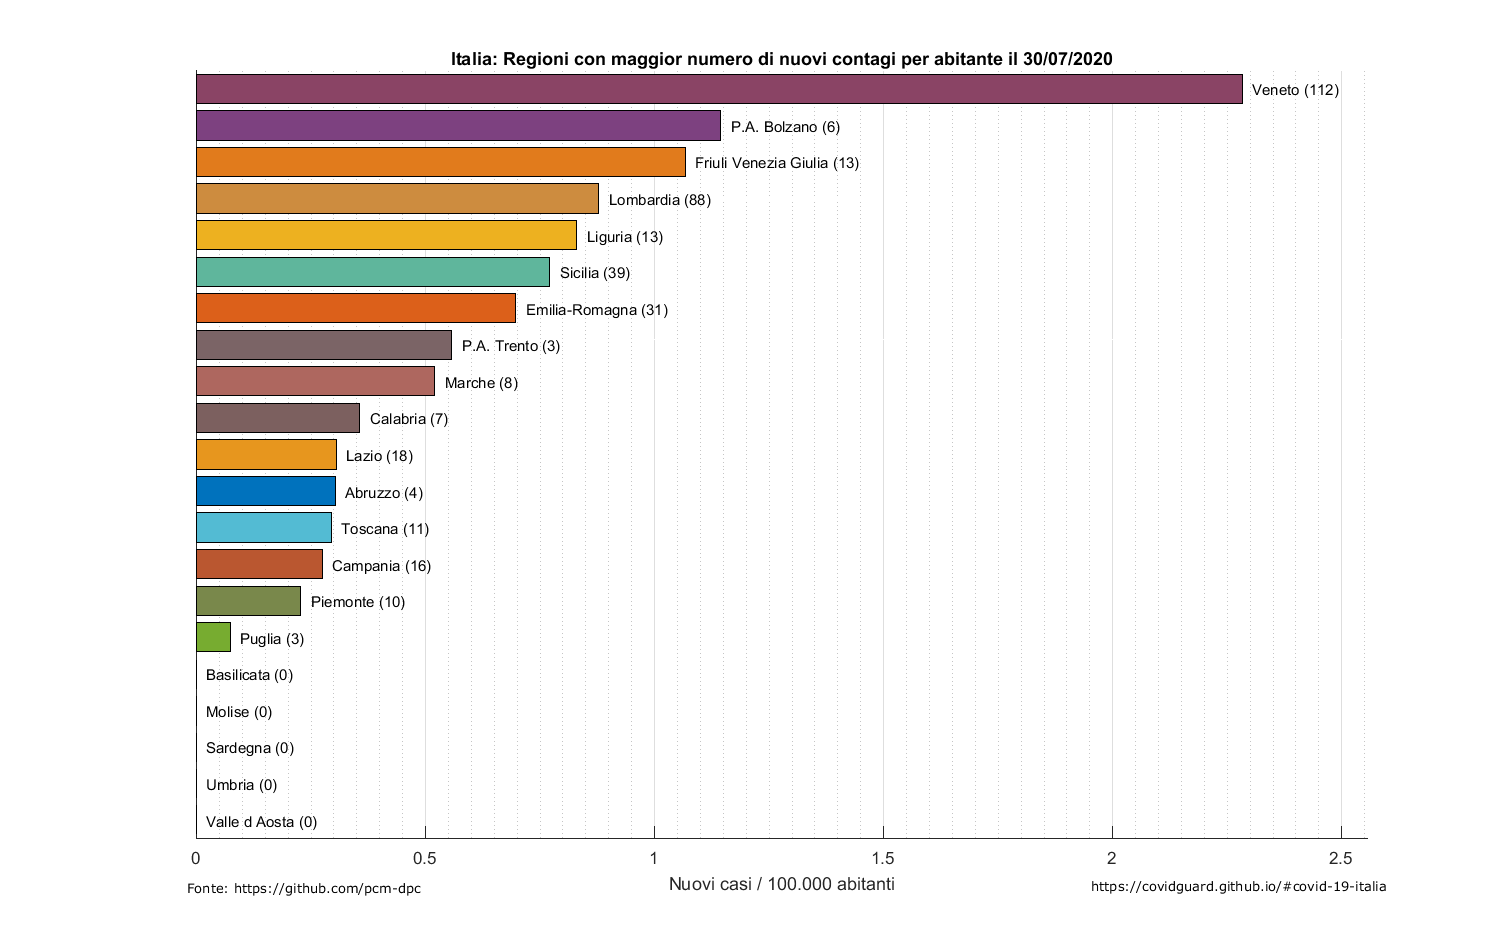 Italia: Regioni con maggior numero di nuovi contagi per abitante il 30/07/2020
Veneto (112)
P.A. Bolzano (6)
Friuli Venezia Giulia (13)
Lombardia (88)
Liguria (13)
Sicilia (39)
Emilia-Romagna (31)
P.A. Trento (3)
Marche (8)
Calabria (7)
Lazio (18)
Abruzzo (4)
Toscana (11)
Campania (16)
Piemonte (10)
Puglia (3)
Basilicata (0)
Molise (0)
Sardegna (0)
Umbria (0)
Valle d Aosta (0)
0 0.5 1 1.5 2 2.5
Nuovi casi / 100.000 abitanti
Fonte: https://github.com/pcm-dpc
https://covidguard.github.io/#covid-19-italia